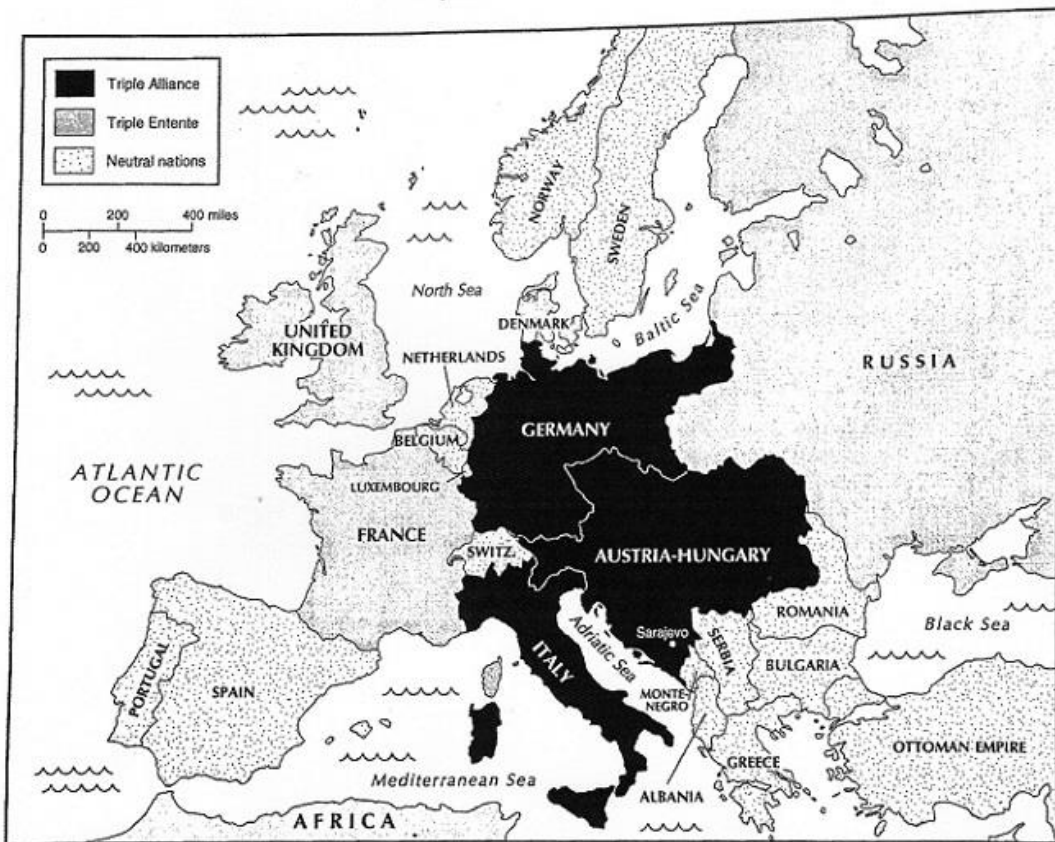 Triple Alliance
Triple Entente
Neutral nations
0 200 400 miles
0 200 400 kilometers
NORWAY
SWEDEN
North Sea
Baltic Sea
DENMARK
UNITED
KINGDOM
NETHERLANDS
RUSSIA
GERMANY
BELGIUM
ATLANTIC
OCEAN
LUXEMBOURG
FRANCE
SWITZ.
AUSTRIA-HUNGARY
ROMANIA
Black Sea
Sarajevo
Adriatic Sea
SERBIA
ITALY
BULGARIA
PORTUGAL
SPAIN
MONTE-
NEGRO
OTTOMAN EMPIRE
GREECE
Mediterranean Sea
ALBANIA
AFRICA